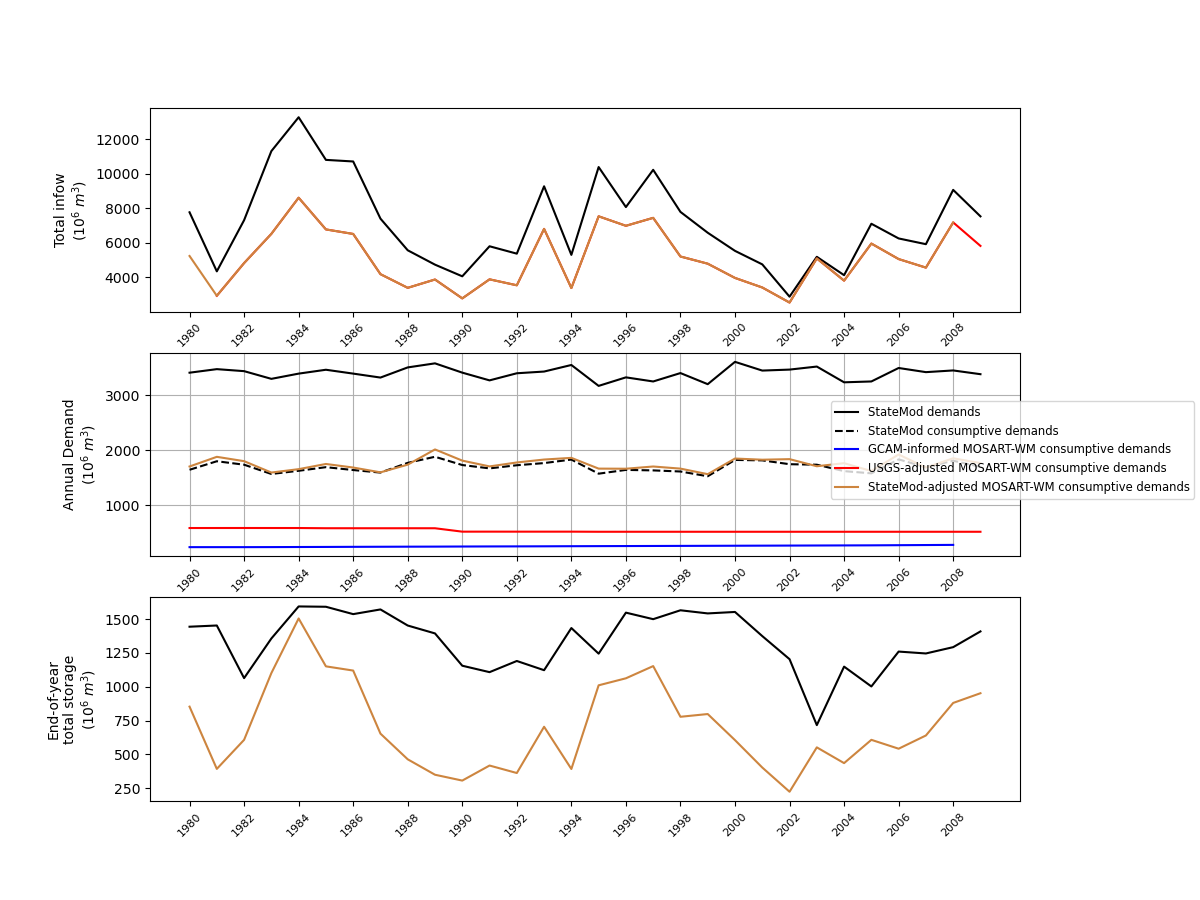 Total infow
(10⁶ m³)
12000
10000
8000
6000
4000
1980 1982 1984 1986 1988 1990 1992 1994 1996 1998 2000 2002 2004 2006 2008
Annual Demand
(10⁶ m³)
3000
2000
1000
StateMod demands
StateMod consumptive demands
GCAM-informed MOSART-WM consumptive demands
USGS-adjusted MOSART-WM consumptive demands
StateMod-adjusted MOSART-WM consumptive demands
1980 1982 1984 1986 1988 1990 1992 1994 1996 1998 2000 2002 2004 2006 2008
End-of-year
total storage
(10⁶ m³)
1500
1250
1000
750
500
250
1980 1982 1984 1986 1988 1990 1992 1994 1996 1998 2000 2002 2004 2006 2008